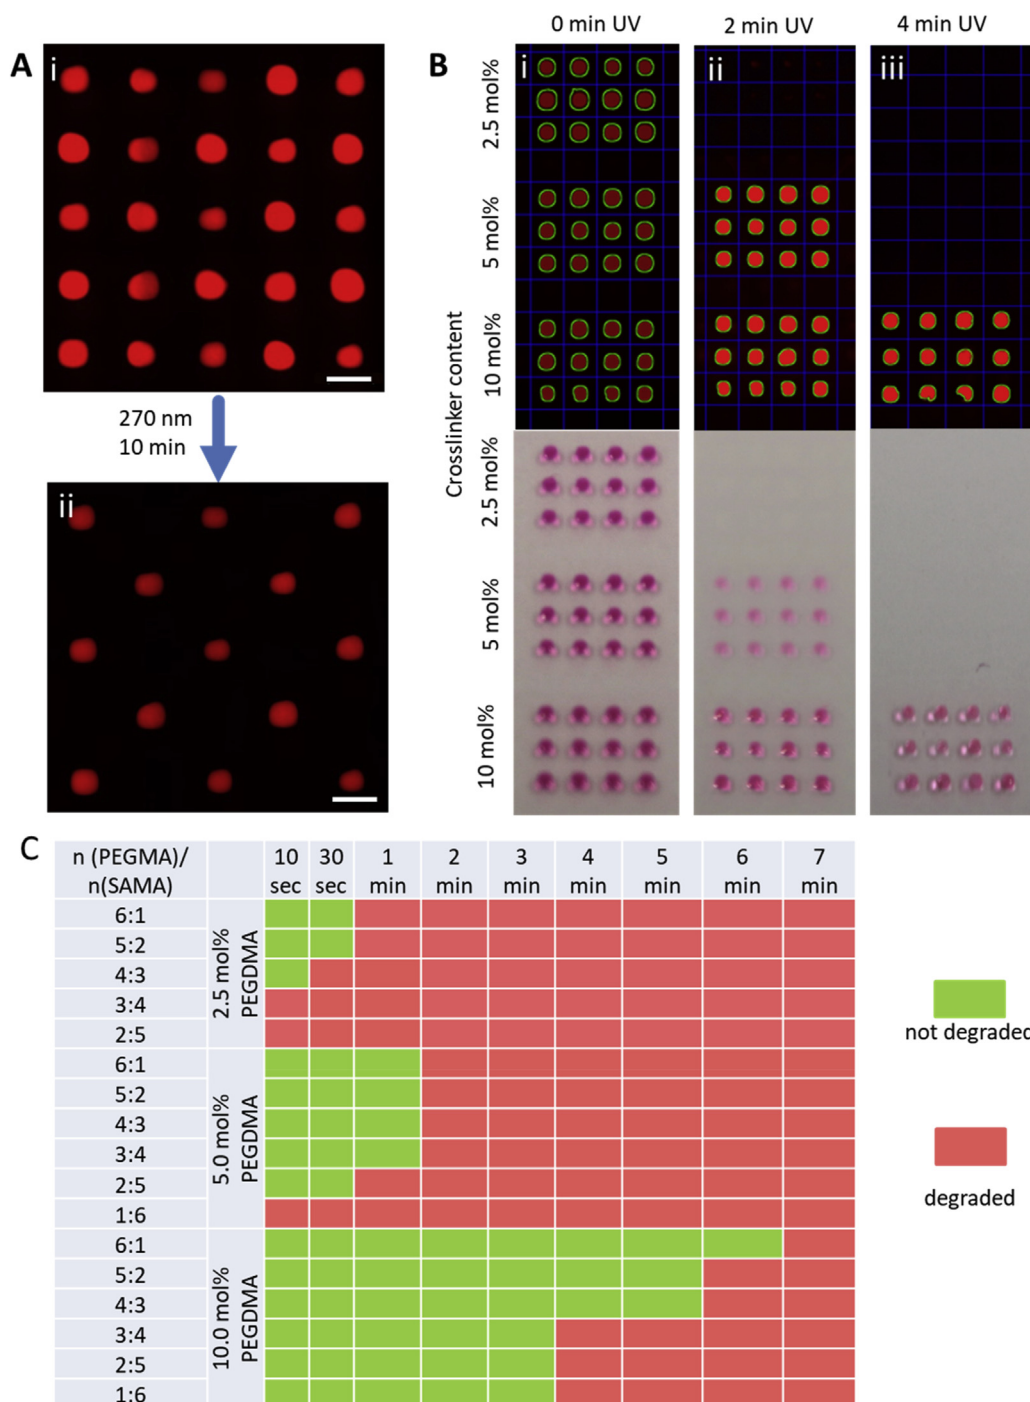 A
i
270 nm
10 min
ii
B
0 min UV
2 min UV
4 min UV
i
ii
iii
Crosslinker content
2.5 mol%
5 mol%
10 mol%
2.5 mol%
5 mol%
10 mol%
C
n (PEGMA)/
n(SAMA)
10 sec
30 sec
1 min
2 min
3 min
4 min
5 min
6 min
7 min
2.5 mol%
PEGDMA
6:1
5:2
4:3
3:4
2:5
5.0 mol%
PEGDMA
6:1
5:2
4:3
3:4
2:5
1:6
10.0 mol%
PEGDMA
6:1
5:2
4:3
3:4
2:5
1:6
not degraded
degraded